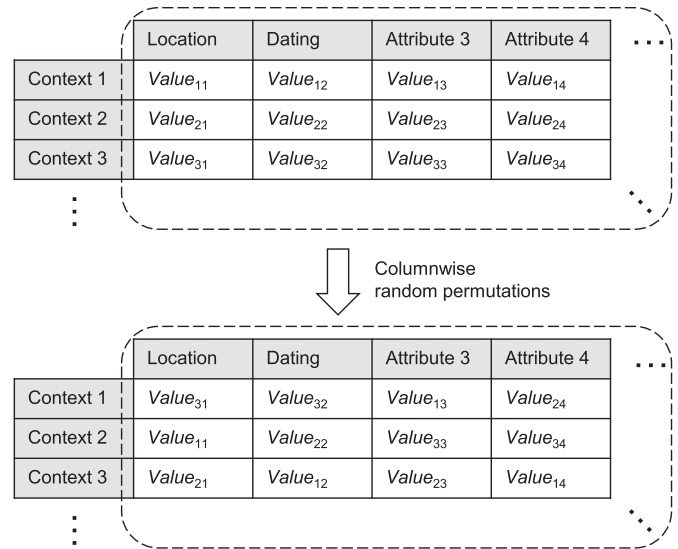 Location Dating Attribute 3 Attribute 4 ...
Context 1 Value11 Value12 Value13 Value14
Context 2 Value21 Value22 Value23 Value24
Context 3 Value31 Value32 Value33 Value34
Columnwise
random permutations
Location Dating Attribute 3 Attribute 4 ...
Context 1 Value31 Value32 Value13 Value24
Context 2 Value11 Value22 Value33 Value34
Context 3 Value21 Value12 Value23 Value14